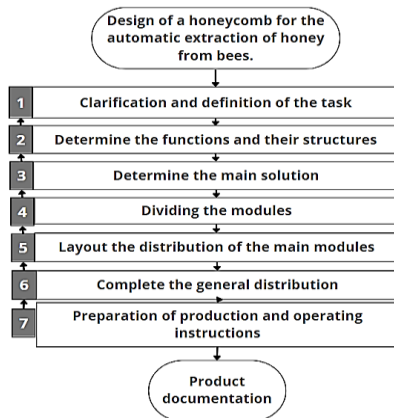 Design of a honeycomb for the
automatic extraction of honey
from bees.
1 Clarification and definition of the task
2 Determine the functions and their structures
3 Determine the main solution
4 Dividing the modules
5 Layout the distribution of the main modules
6 Complete the general distribution
7 Preparation of production and operating
instructions
Product
documentation